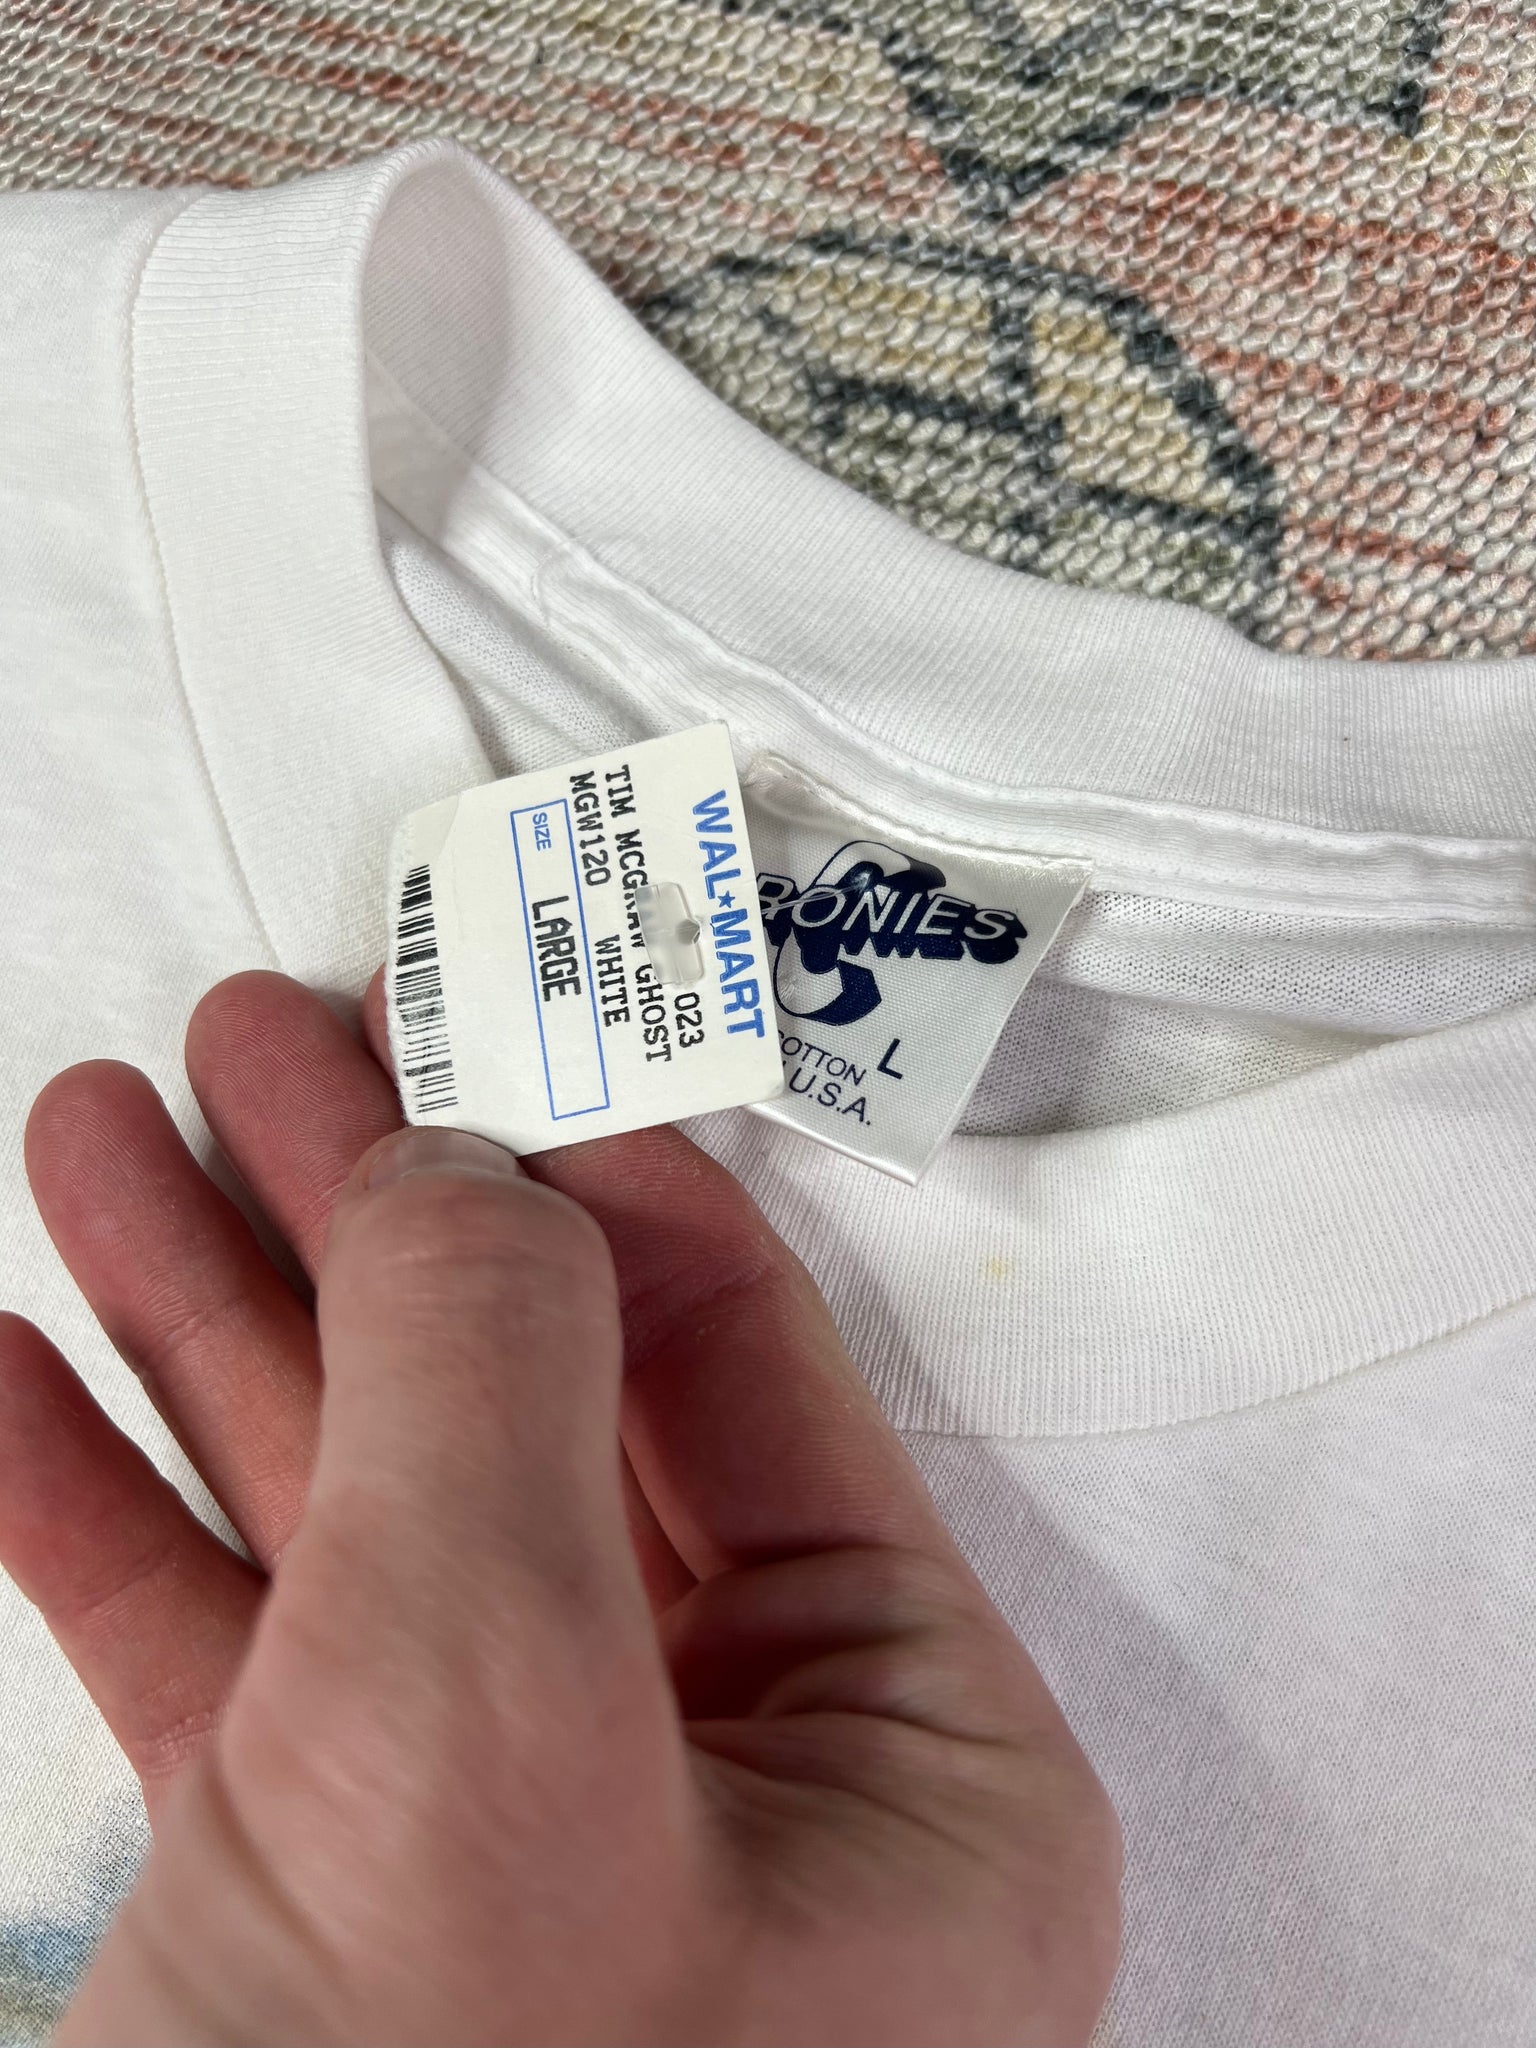 WAL★MART
023
TIM MCGRAW GHOST
MGW120 WHITE
SIZE
LARGE
RONIES
L
COTTON
U.S.A.